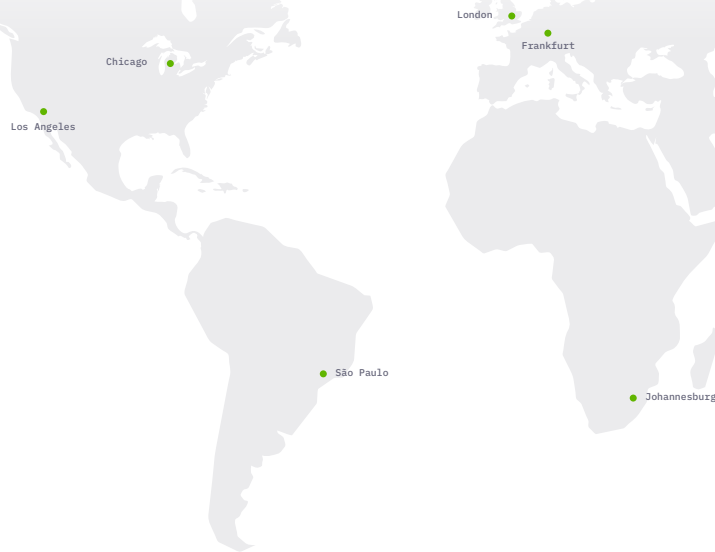 London
Frankfurt
Chicago
Los Angeles
São Paulo
Johannesburg